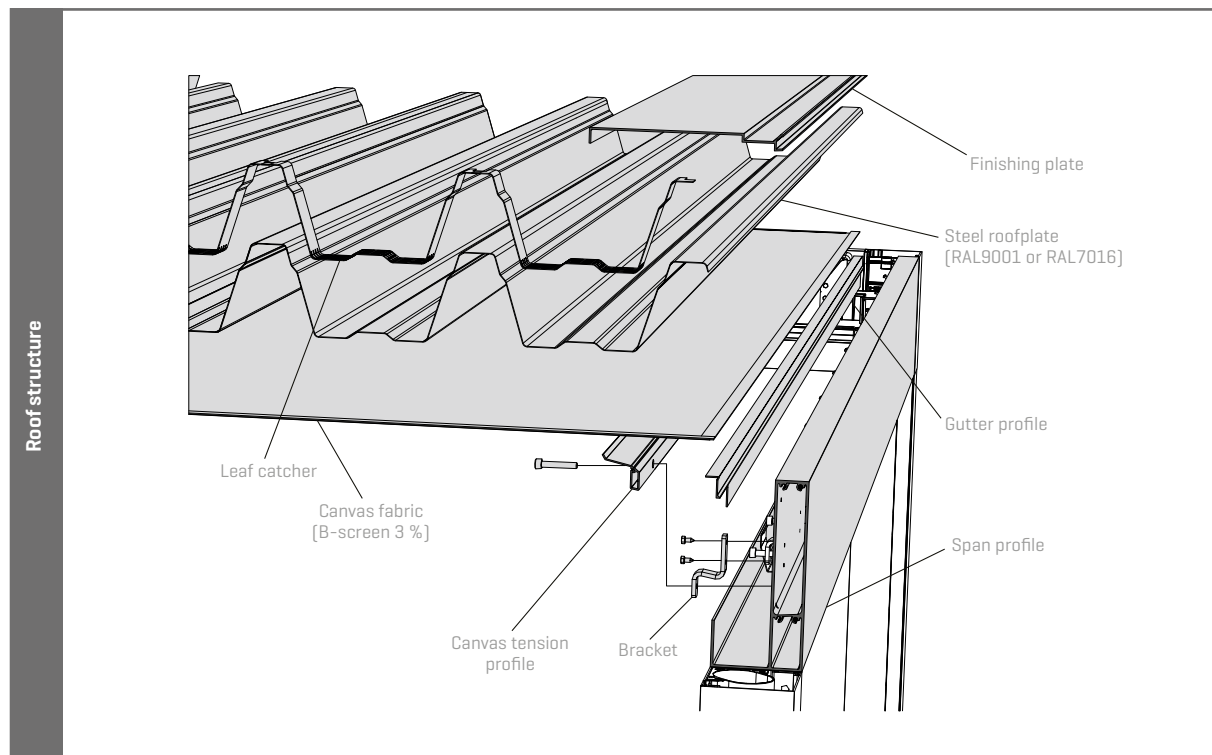 Roof structure
Finishing plate
Steel roofplate
[RAL9001 or RAL7016]
Gutter profile
Leaf catcher
Canvas fabric
[B-screen 3 %]
Span profile
Canvas tension
profile
Bracket